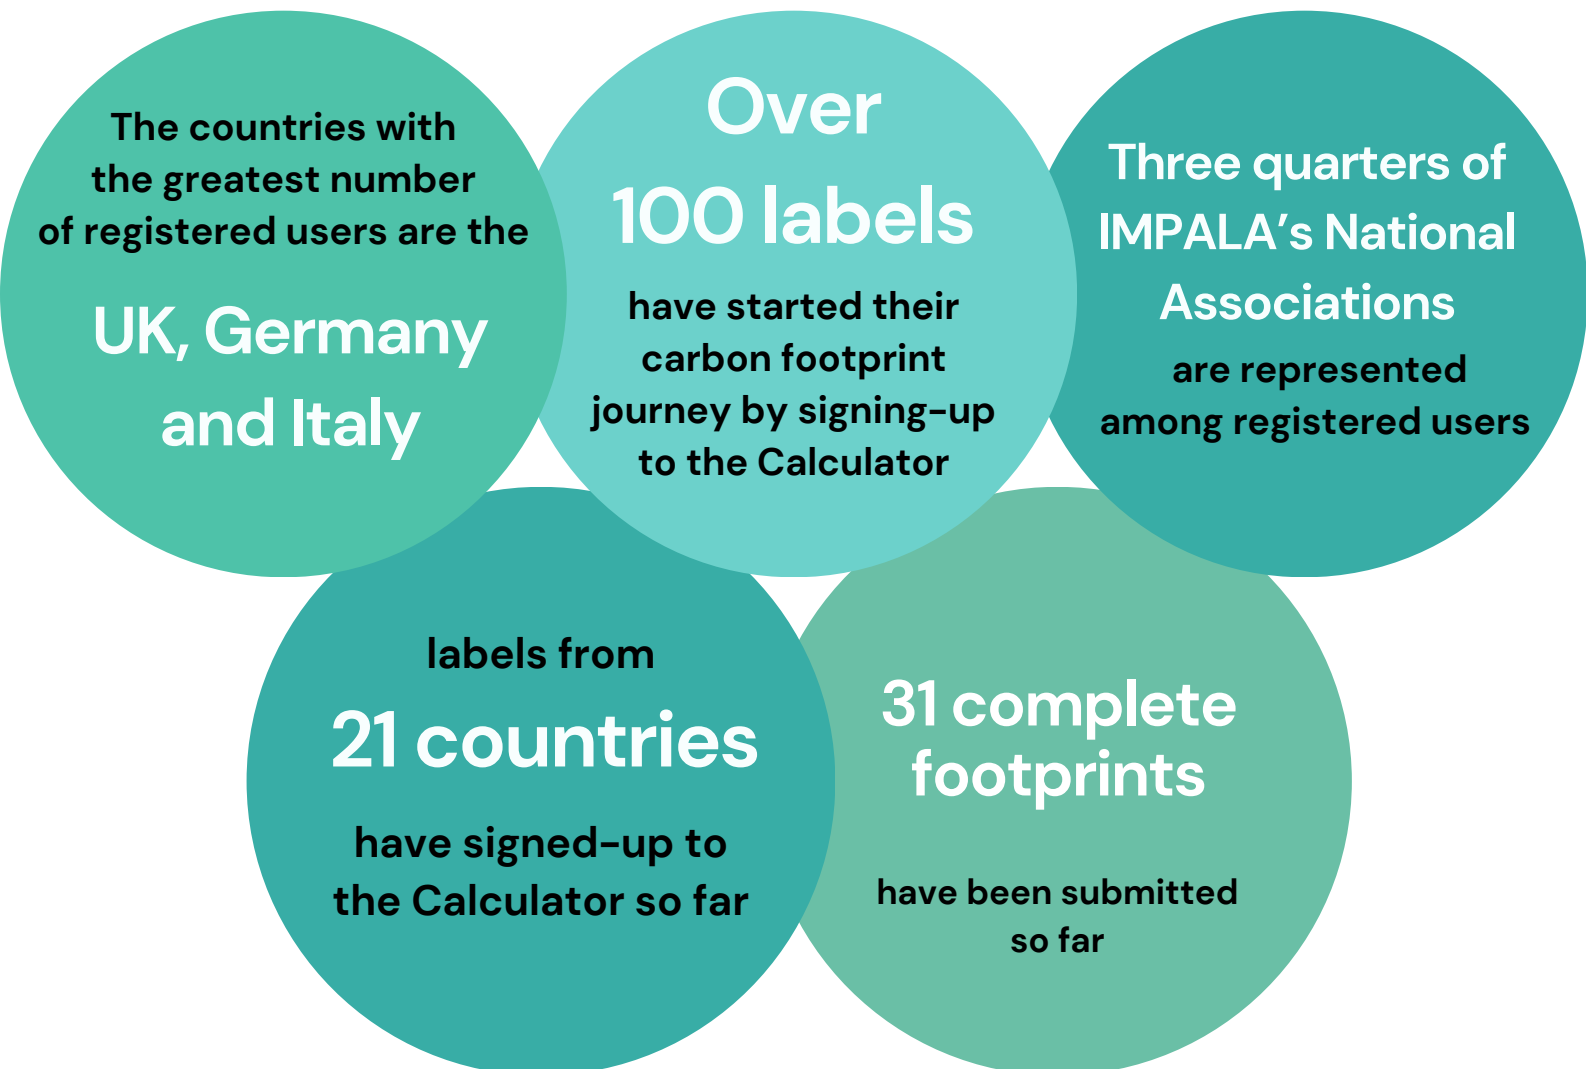 The countries with
the greatest number
of registered users are the
UK, Germany
and Italy
Over
100 labels
have started their
carbon footprint
journey by signing-up
to the Calculator
Three quarters of
IMPALA’s National
Associations
are represented
among registered users
labels from
21 countries
have signed-up to
the Calculator so far
31 complete
footprints
have been submitted
so far